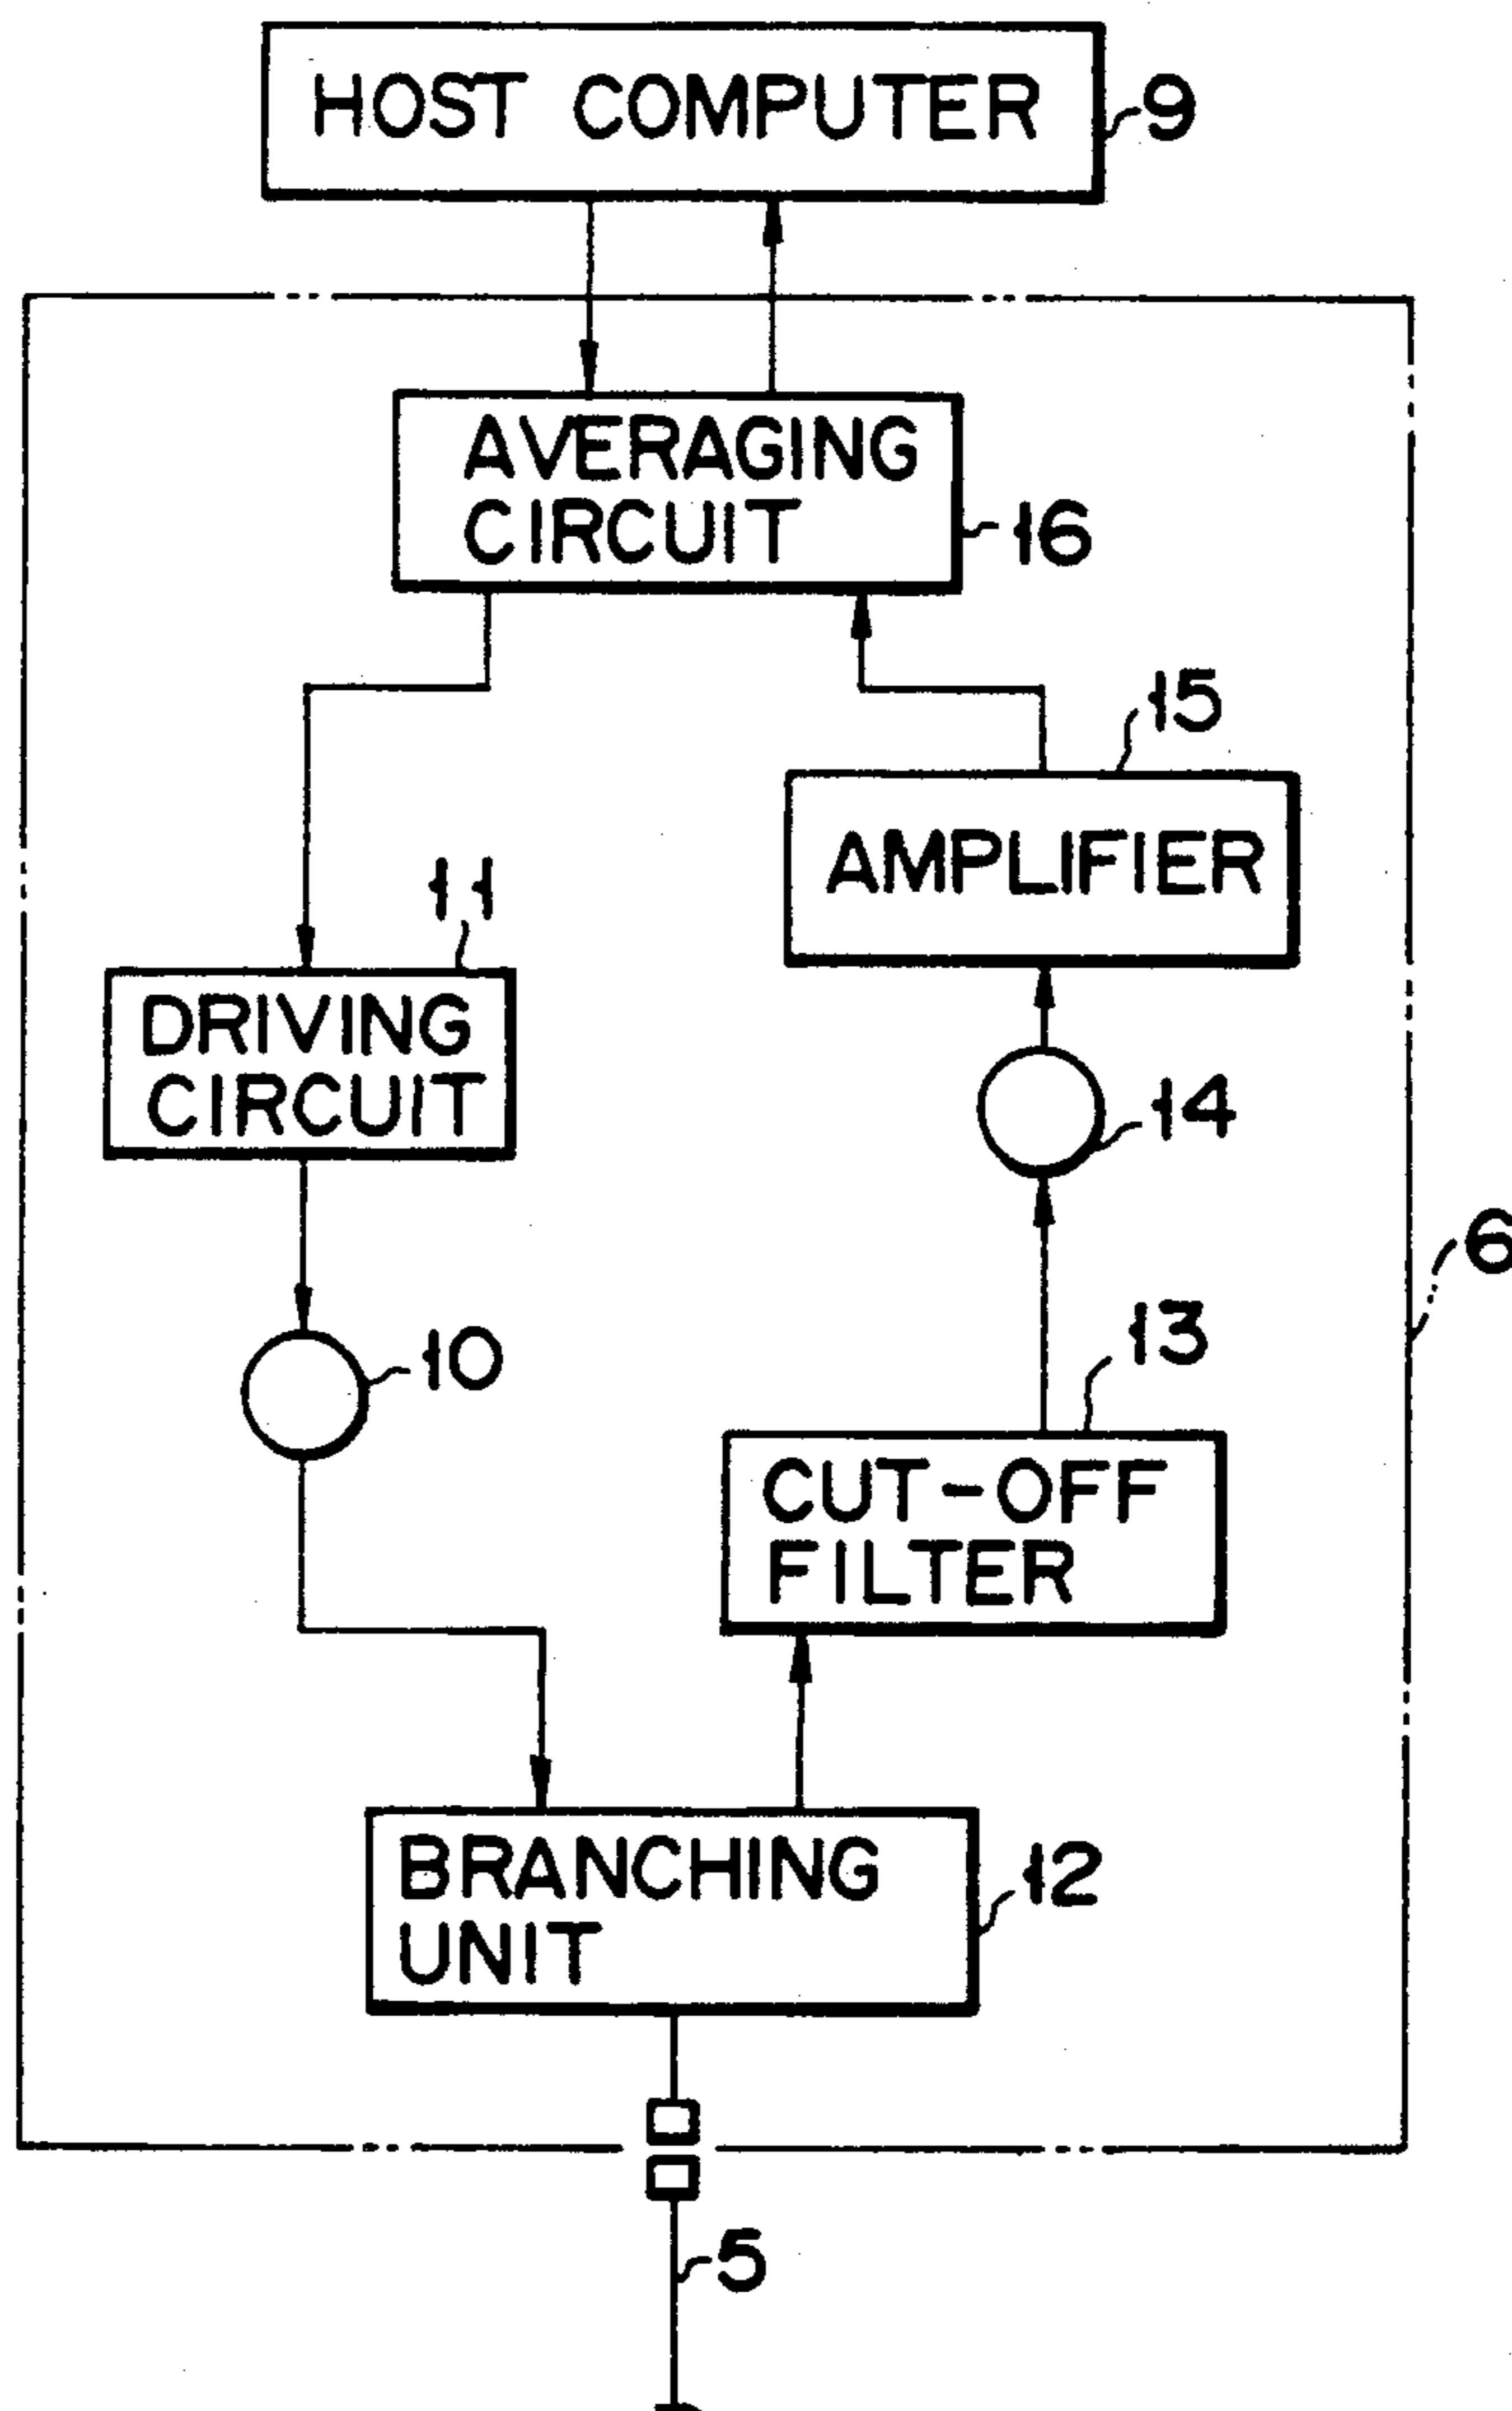 HOST COMPUTER
9
AVERAGING
CIRCUIT
16
15
AMPLIFIER
11
DRIVING
CIRCUIT
14
6
10
13
CUT-OFF
FILTER
BRANCHING
UNIT
12
5